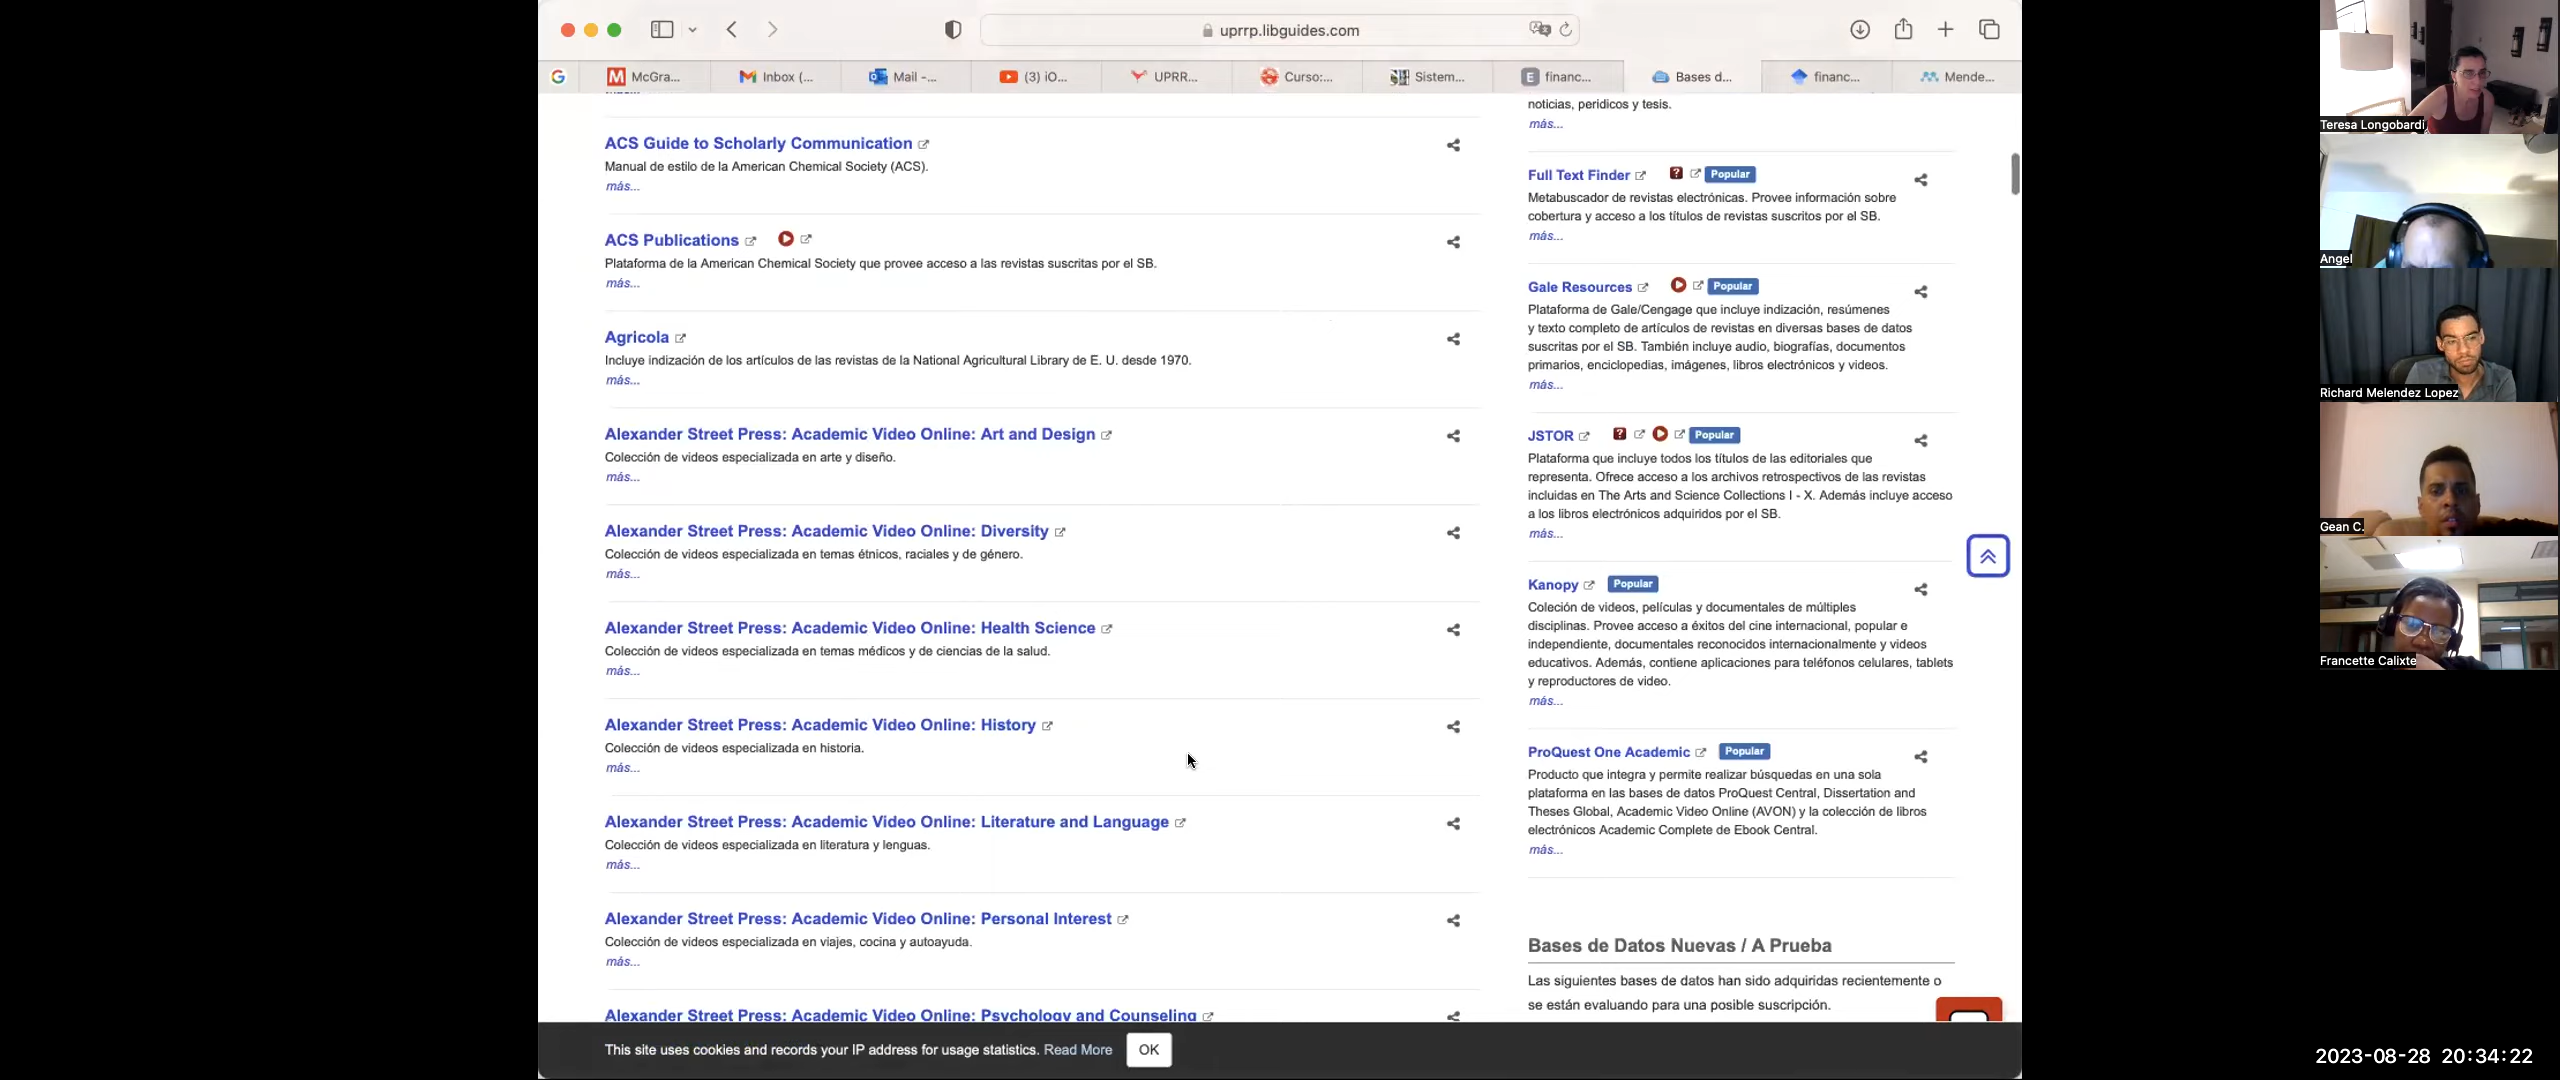 uprrp.libguides.com
McGra...
Inbox (...
Mail -...
(3) iO...
UPRR...
Curso:...
Sistem...
financ...
Bases d...
financ...
Mende...
ACS Guide to Scholarly Communication
Manual de estilo de la American Chemical Society (ACS).
más...
ACS Publications
Plataforma de la American Chemical Society que provee acceso a las revistas suscritas por el SB.
más...
Agricola
Incluye indización de los artículos de las revistas de la National Agricultural Library de E. U. desde 1970.
más...
Alexander Street Press: Academic Video Online: Art and Design
Colección de videos especializada en arte y diseño.
más...
Alexander Street Press: Academic Video Online: Diversity
Colección de videos especializada en temas étnicos, raciales y de género.
más...
Alexander Street Press: Academic Video Online: Health Science
Colección de videos especializada en temas médicos y de ciencias de la salud.
más...
Alexander Street Press: Academic Video Online: History
Colección de videos especializada en historia.
más...
Alexander Street Press: Academic Video Online: Literature and Language
Colección de videos especializada en literatura y lenguas.
más...
Alexander Street Press: Academic Video Online: Personal Interest
Colección de videos especializada en viajes, cocina y autoayuda.
más...
Alexander Street Press: Academic Video Online: Psychology and Counseling
noticias, peridicos y tesis.
más...
Full Text Finder Popular
Metabuscador de revistas electrónicas. Provee información sobre
cobertura y acceso a los títulos de revistas suscritos por el SB.
más...
Gale Resources Popular
Plataforma de Gale/Cengage que incluye indización, resúmenes
y texto completo de artículos de revistas en diversas bases de datos
suscritas por el SB. También incluye audio, biografías, documentos
primarios, enciclopedias, imágenes, libros electrónicos y videos.
más...
JSTOR Popular
Plataforma que incluye todos los títulos de las editoriales que
representa. Ofrece acceso a los archivos retrospectivos de las revistas
incluidas en The Arts and Science Collections I - X. Además incluye acceso
a los libros electrónicos adquiridos por el SB.
más...
Kanopy Popular
Coleción de videos, películas y documentales de múltiples
disciplinas. Provee acceso a éxitos del cine internacional, popular e
independiente, documentales reconocidos internacionalmente y videos
educativos. Además, contiene aplicaciones para teléfonos celulares, tablets
y reproductores de video.
más...
ProQuest One Academic Popular
Producto que integra y permite realizar búsquedas en una sola
plataforma en las bases de datos ProQuest Central, Dissertation and
Theses Global, Academic Video Online (AVON) y la colección de libros
electrónicos Academic Complete de Ebook Central.
más...
Bases de Datos Nuevas / A Prueba
Las siguientes bases de datos han sido adquiridas recientemente o
se están evaluando para una posible suscripción.
This site uses cookies and records your IP address for usage statistics. Read More OK
Teresa Longobardi
Angel
Richard Melendez Lopez
Gean C.
Francette Calixte
2023-08-28 20:34:22